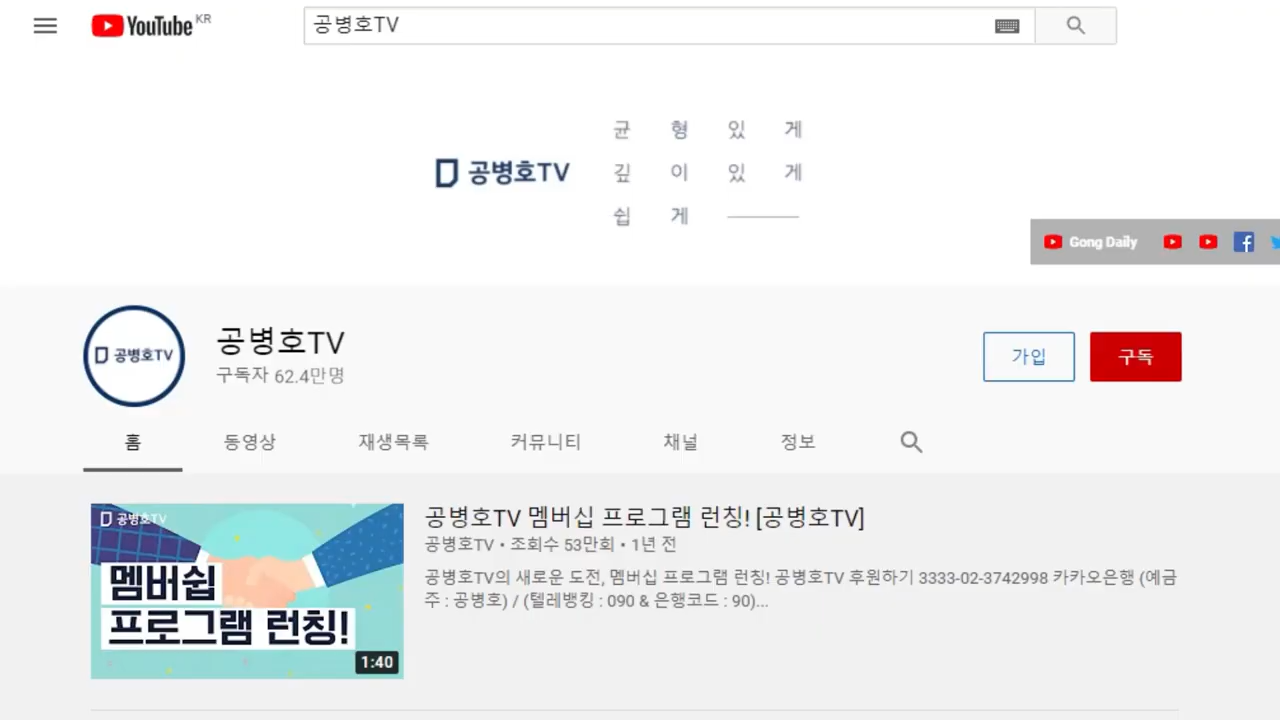 YouTube KR
공병호TV
균 형 있 게
공병호TV
깊 이 있 게
쉽 게
Gong Daily
공병호TV
공병호TV
구독자 62.4만명
가입
구독
홈
동영상
재생목록
커뮤니티
채널
정보
공병호TV
멤버쉽
프로그램 런칭!
1:40
공병호TV 멤버십 프로그램 런칭! [공병호TV]
공병호TV • 조회수 53만회 • 1년 전
공병호TV의 새로운 도전, 멤버십 프로그램 런칭! 공병호TV 후원하기 3333-02-3742998 카카오은행 (예금
주 : 공병호) / (텔레뱅킹 : 090 & 은행코드 : 90)...